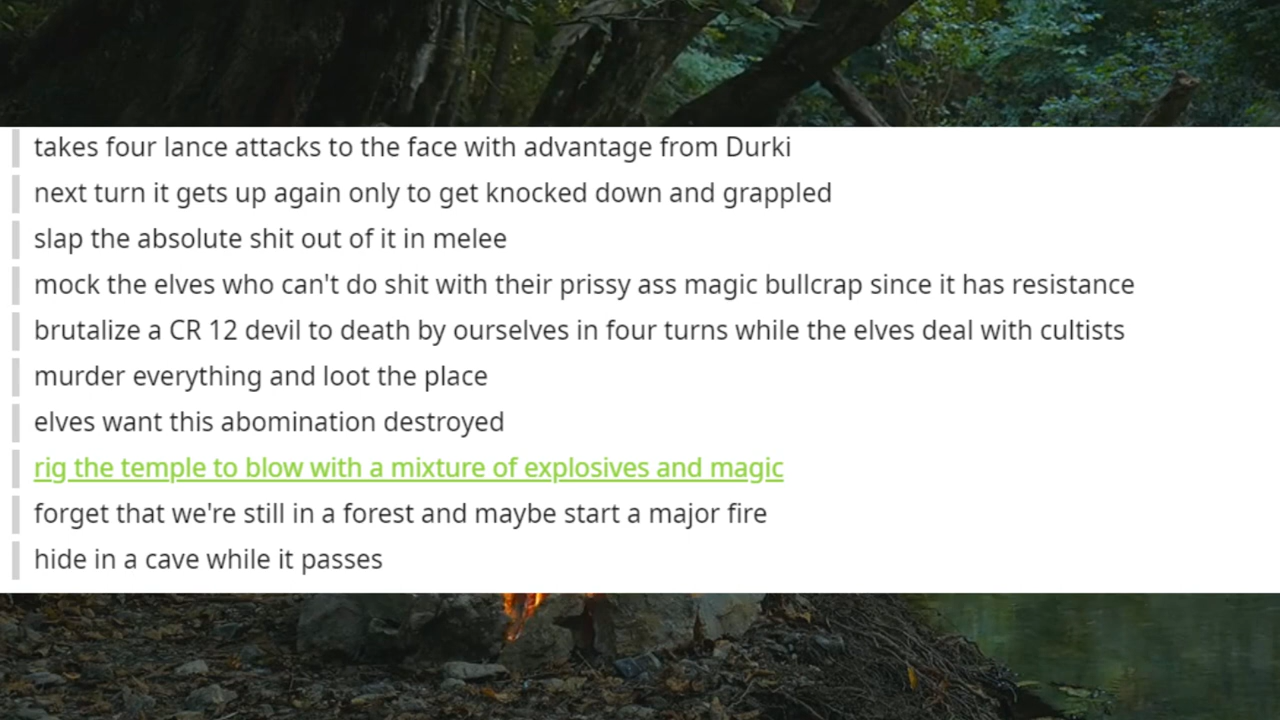 takes four lance attacks to the face with advantage from Durki
next turn it gets up again only to get knocked down and grappled
slap the absolute shit out of it in melee
mock the elves who can't do shit with their prissy ass magic bullcrap since it has resistance
brutalize a CR 12 devil to death by ourselves in four turns while the elves deal with cultists
murder everything and loot the place
elves want this abomination destroyed
rig the temple to blow with a mixture of explosives and magic
forget that we're still in a forest and maybe start a major fire
hide in a cave while it passes